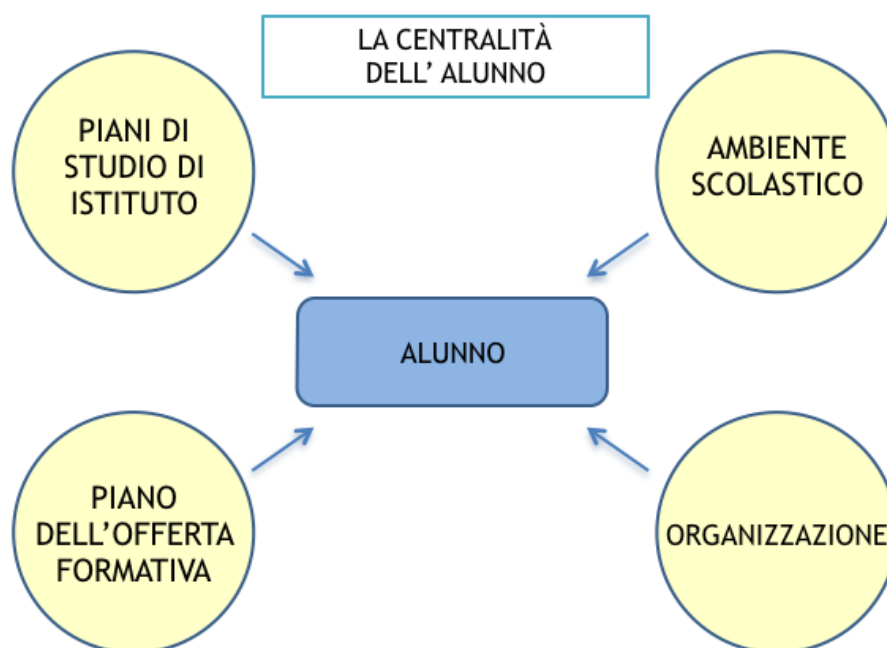 LA CENTRALITÀ
DELL’ ALUNNO
PIANI DI
STUDIO DI
ISTITUTO
AMBIENTE
SCOLASTICO
ALUNNO
PIANO
DELL’OFFERTA
FORMATIVA
ORGANIZZAZIONE